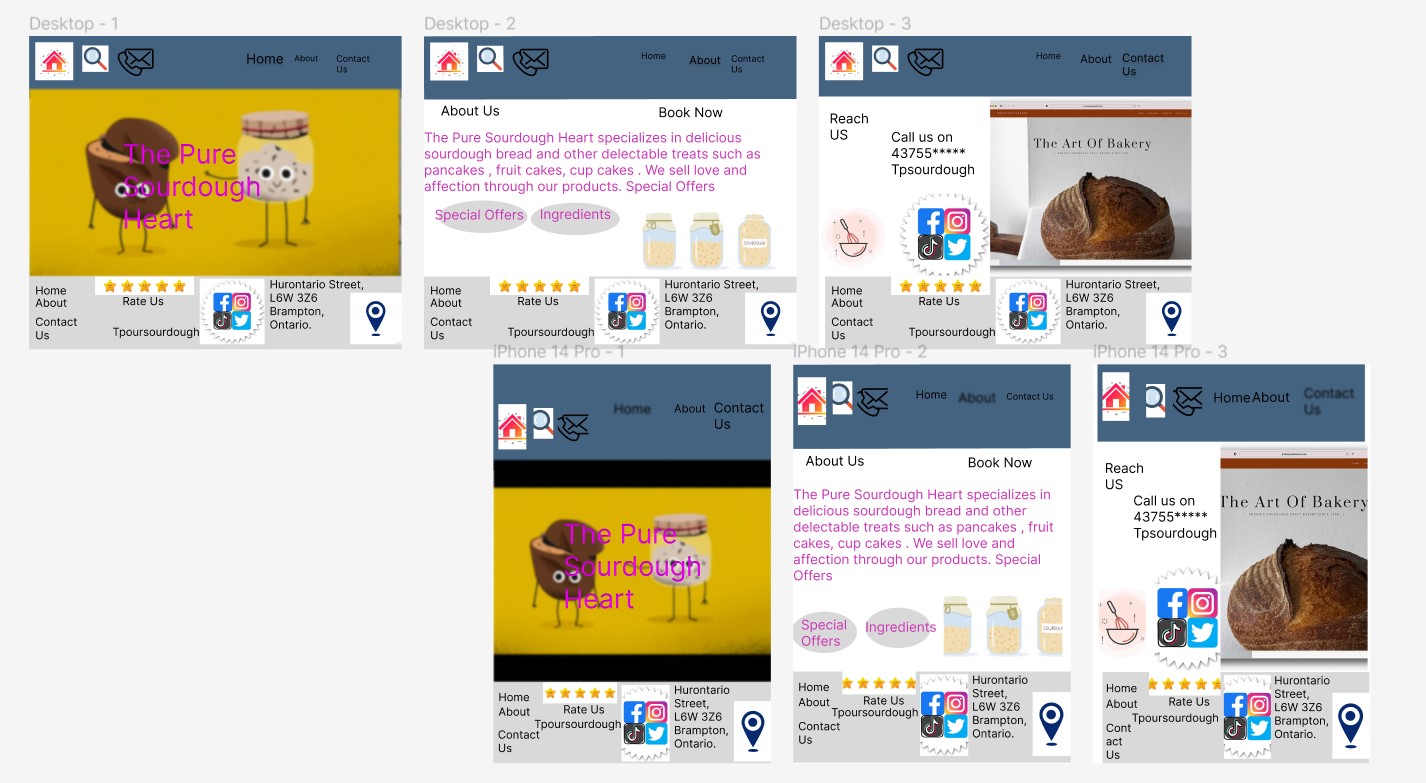 Desktop - 1
Home
About
Contact
Us
The Pure
Sourdough
Heart
Home
About
Contact
Us
Rate Us
Tpoursourdough
Hurontario Street,
L6W 3Z6
Brampton,
Ontario.
Desktop - 2
Home
About
Contact
Us
About Us
Book Now
The Pure Sourdough Heart specializes in delicious
sourdough bread and other delectable treats such as
pancakes , fruit cakes, cup cakes . We sell love and
affection through our products. Special Offers
Special Offers
Ingredients
SOURDOUGH
Home
About
Contact
Us
Rate Us
Tpoursourdough
Hurontario Street,
L6W 3Z6
Brampton,
Ontario.
Desktop - 3
Home
About
Contact
Us
Reach
US
Call us on
43755*****
Tpsourdough
The Art Of Bakery
Home
About
Contact
Us
Rate Us
Tpoursourdough
Hurontario Street,
L6W 3Z6
Brampton,
Ontario.
iPhone 14 Pro - 1
Home
About
Contact
Us
The Pure
Sourdough
Heart
Home
About
Contact
Us
Rate Us
Tpoursourdough
Hurontario
Street,
L6W 3Z6
Brampton,
Ontario.
iPhone 14 Pro - 2
Home
About
Contact Us
About Us
Book Now
The Pure Sourdough Heart specializes in
delicious sourdough bread and other
delectable treats such as pancakes , fruit
cakes, cup cakes . We sell love and
affection through our products. Special
Offers
Special
Offers
Ingredients
Home
About
Contact
Us
Rate Us
Tpoursourdough
Hurontario
Street,
L6W 3Z6
Brampton,
Ontario.
iPhone 14 Pro - 3
Home
About
Contact
Us
Reach
US
Call us on
43755*****
Tpsourdough
The Art Of Bakery
Home
About
Cont
act
Us
Rate Us
Tpoursourdough
Hurontario
Street,
L6W 3Z6
Brampton,
Ontario.